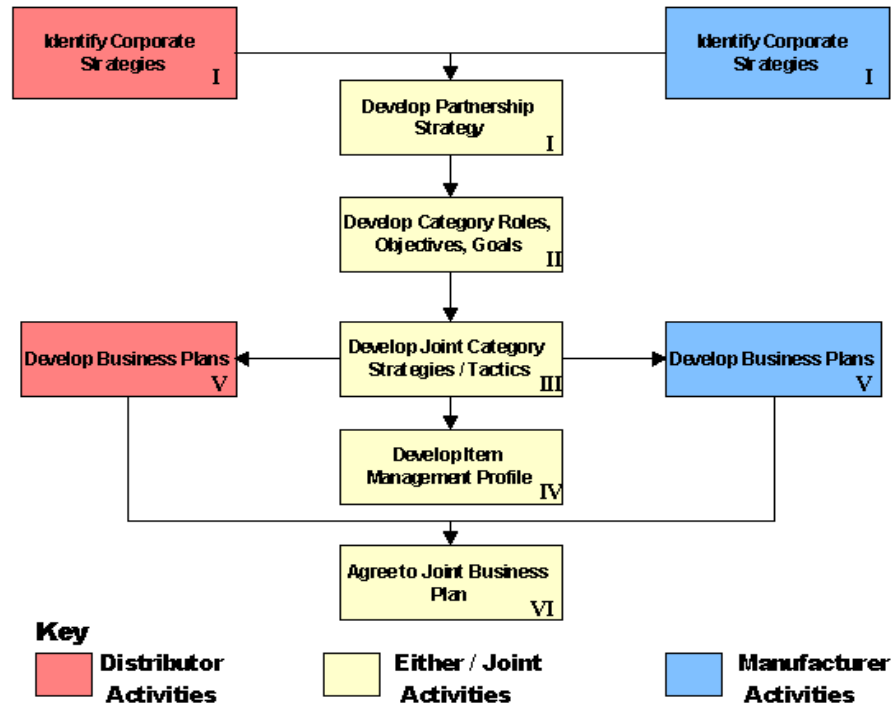 Identify Corporate
Strategies
I
Identify Corporate
Strategies
I
Develop Partnership
Strategy
I
Develop Category Roles,
Objectives, Goals
II
Develop Business Plans
V
Develop Joint Category
Strategies / Tactics
III
Develop Business Plans
V
Develop Item
Management Profile
IV
Agree to Joint Business
Plan
VI
Key
Distributor
Activities
Either / Joint
Activities
Manufacturer
Activities